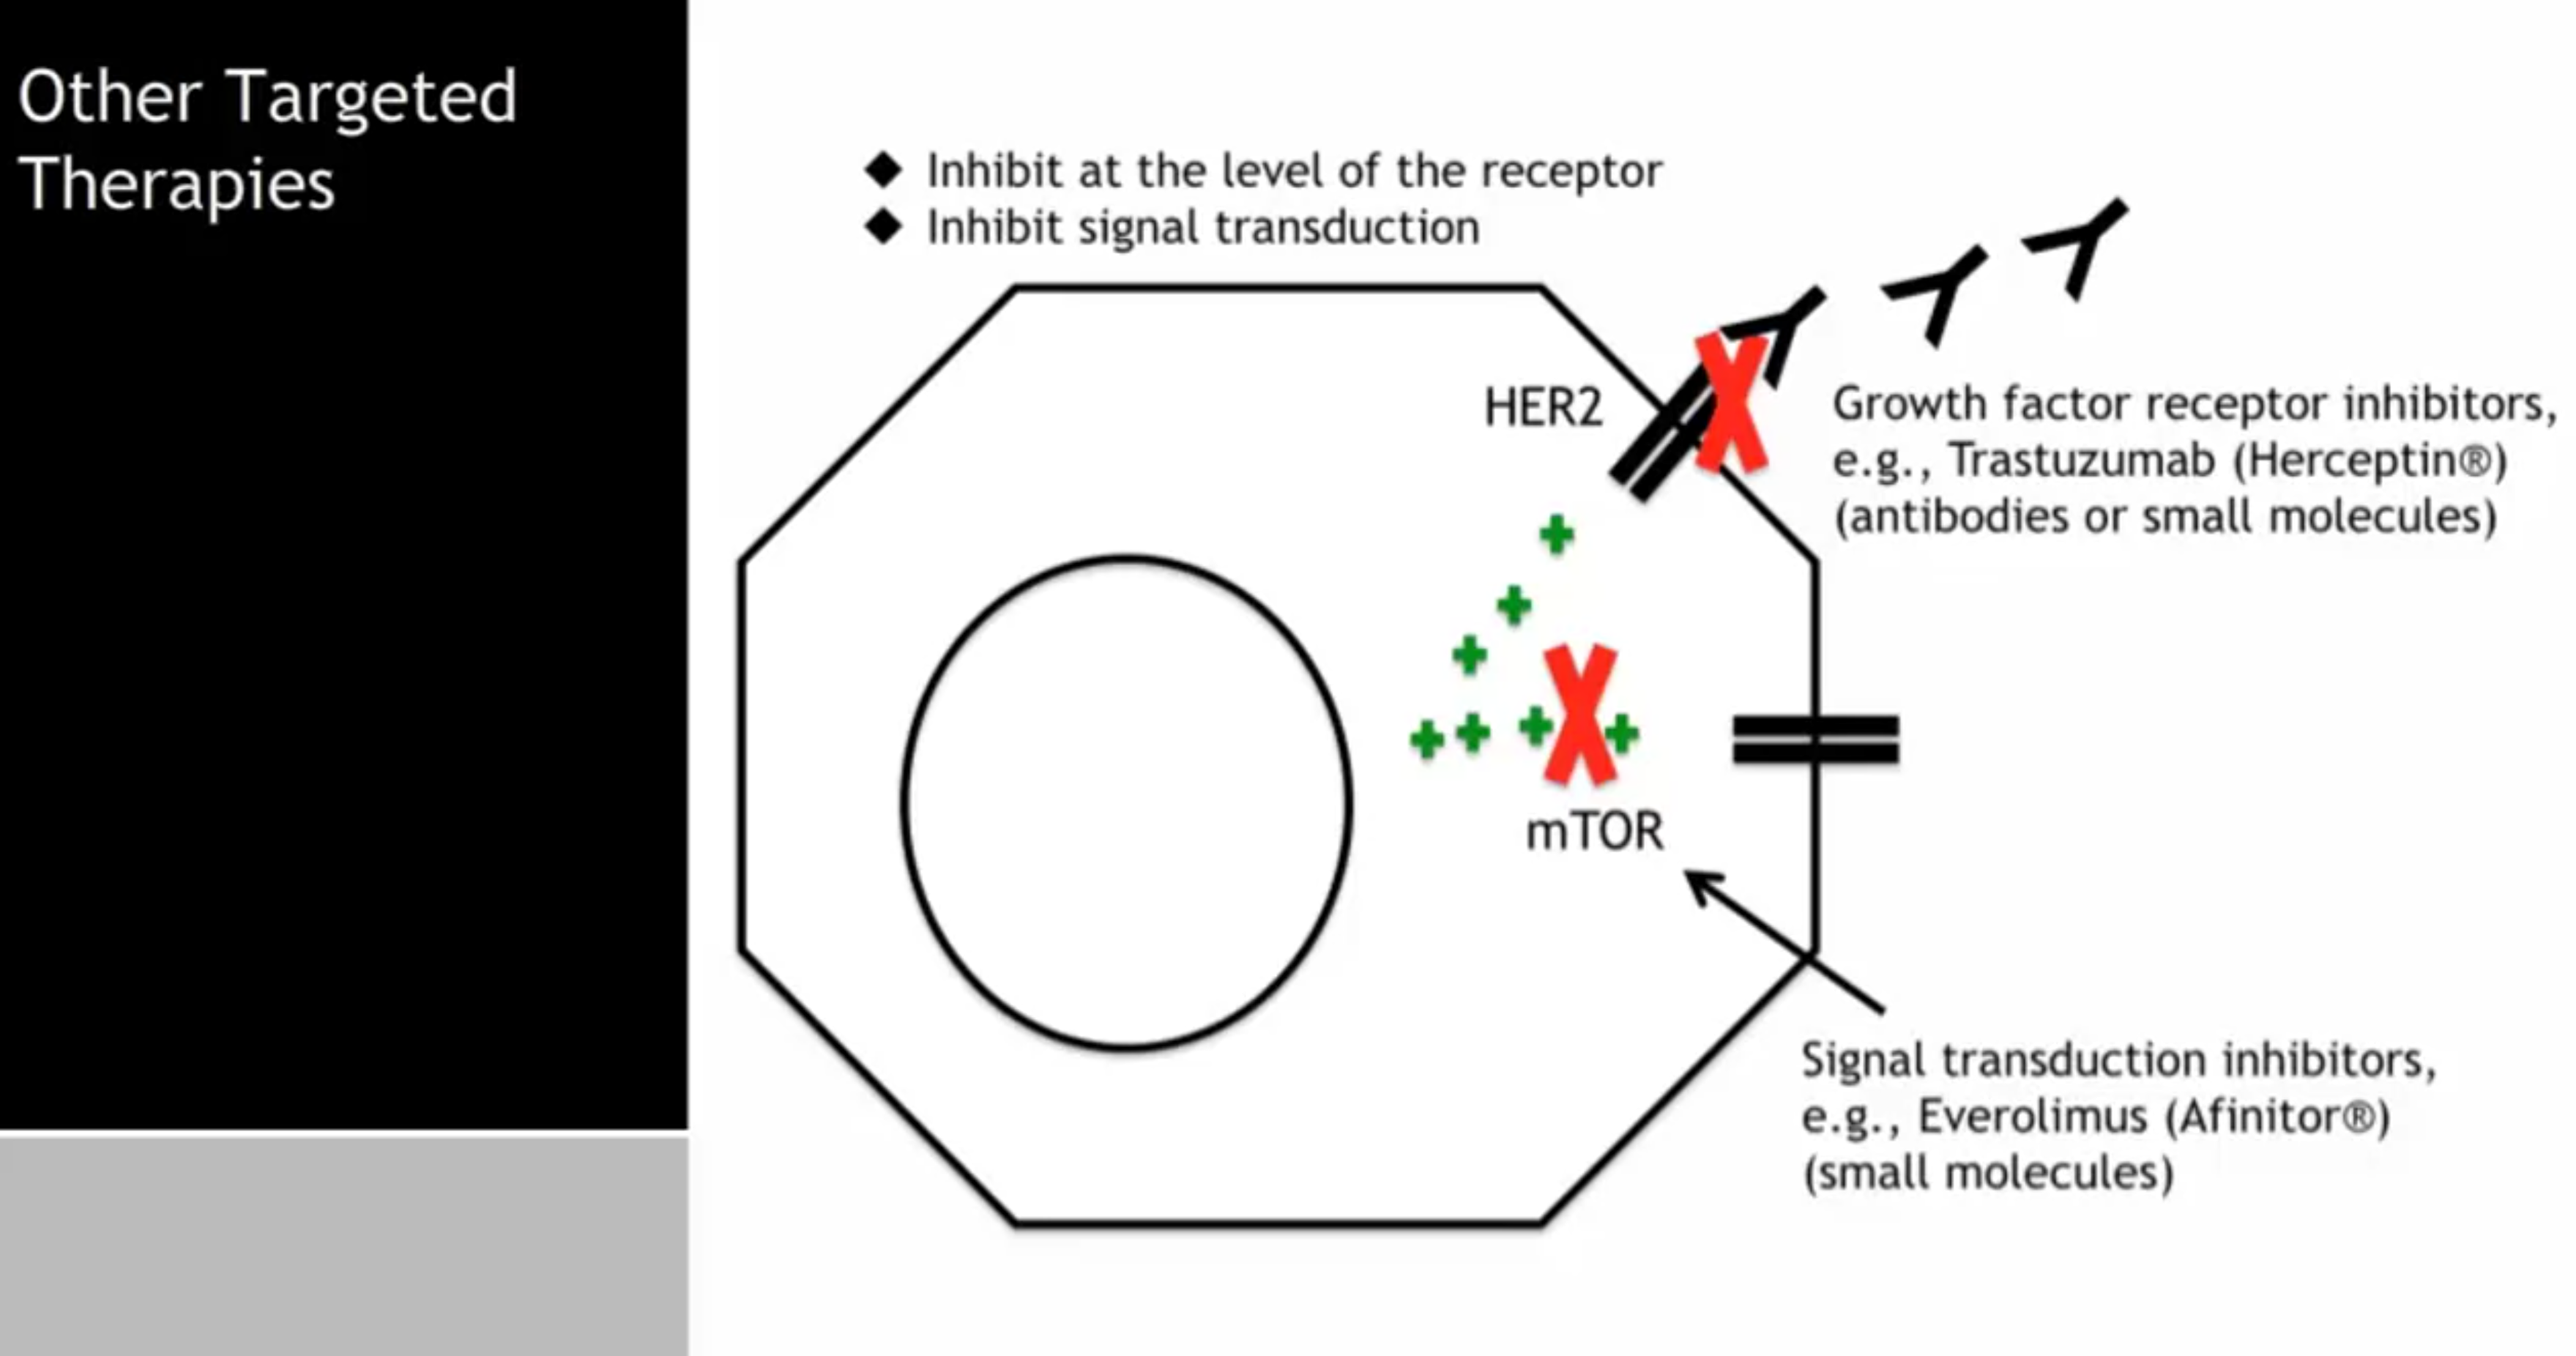 Other Targeted
Therapies
◆ Inhibit at the level of the receptor
◆ Inhibit signal transduction
HER2
Growth factor receptor inhibitors,
e.g., Trastuzumab (Herceptin®)
(antibodies or small molecules)
mTOR
Signal transduction inhibitors,
e.g., Everolimus (Afinitor®)
(small molecules)